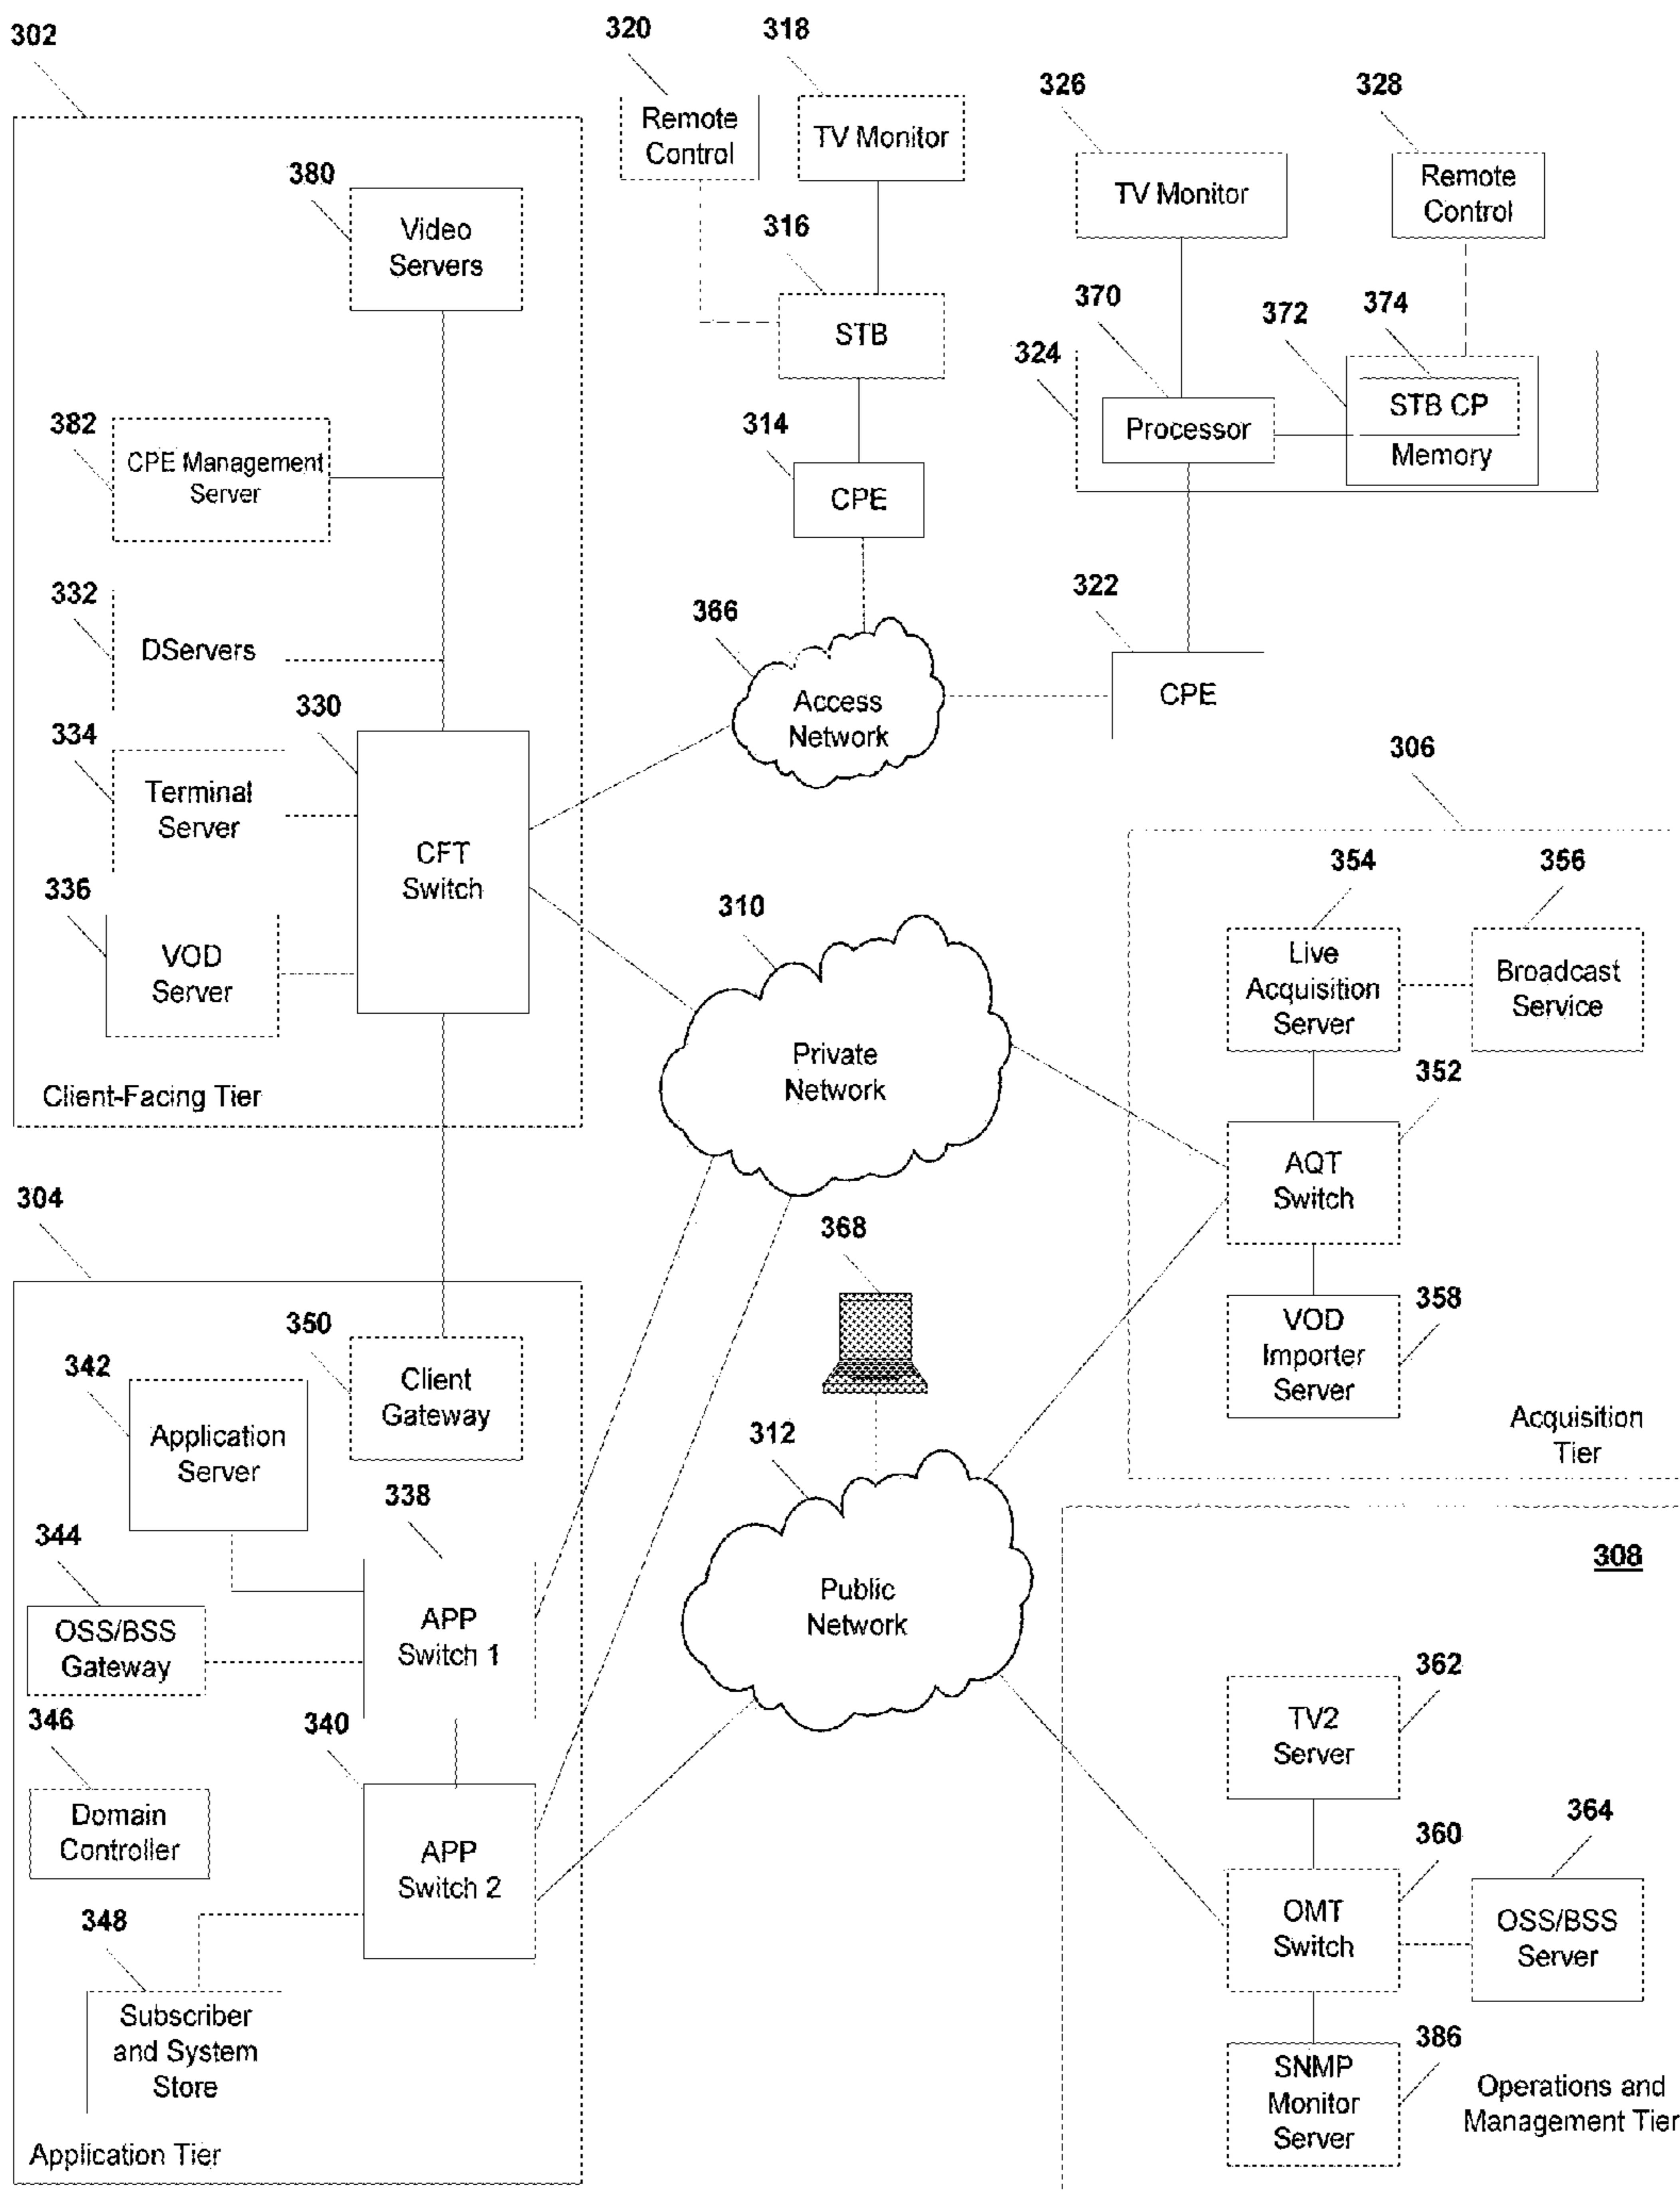 302
320
318
326
328
Remote
Control
TV Monitor
TV Monitor
Remote
Control
380
Video
Servers
316
STB
370
372
374
324
Processor
STB CP
Memory
382
CPE Management
Server
314
CPE
332
DServers
366
Access
Network
322
CPE
330
334
Terminal
Server
CFT
Switch
336
VOD
Server
Client-Facing Tier
306
354
356
Live
Acquisition
Server
Broadcast
Service
352
AQT
Switch
358
VOD
Importer
Server
Acquisition
Tier
310
Private
Network
304
368
350
Client
Gateway
342
Application
Server
312
Public
Network
338
APP
Switch 1
344
OSS/BSS
Gateway
346
Domain
Controller
340
APP
Switch 2
348
Subscriber
and System
Store
Application Tier
308
362
TV2
Server
360
OMT
Switch
364
OSS/BSS
Server
386
SNMP
Monitor
Server
Operations and
Management Tier